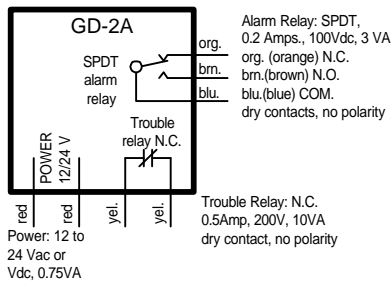 GD-2A
SPDT
alarm
relay
org.
brn.
blu.
Alarm Relay: SPDT,
0.2 Amps., 100Vdc, 3 VA
org. (orange) N.C.
brn.(brown) N.O.
blu.(blue) COM.
dry contacts, no polarity
Trouble
relay N.C.
POWER
12/24 V
red
red
yel.
yel.
Power: 12 to
24 Vac or
Vdc, 0.75VA
Trouble Relay: N.C.
0.5Amp, 200V, 10VA
dry contact, no polarity